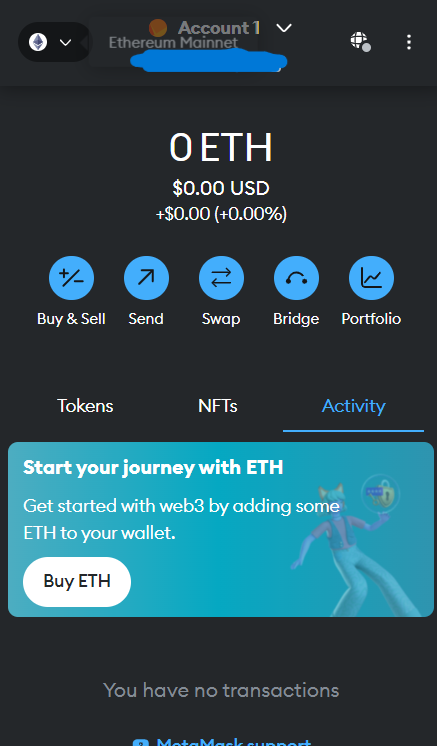 Account 1
Ethereum Mainnet
0 ETH
$0.00 USD
+$0.00 (+0.00%)
Buy & Sell Send Swap Bridge Portfolio
Tokens NFTs Activity
Start your journey with ETH
Get started with web3 by adding some
ETH to your wallet.
Buy ETH
You have no transactions
MetaMask support